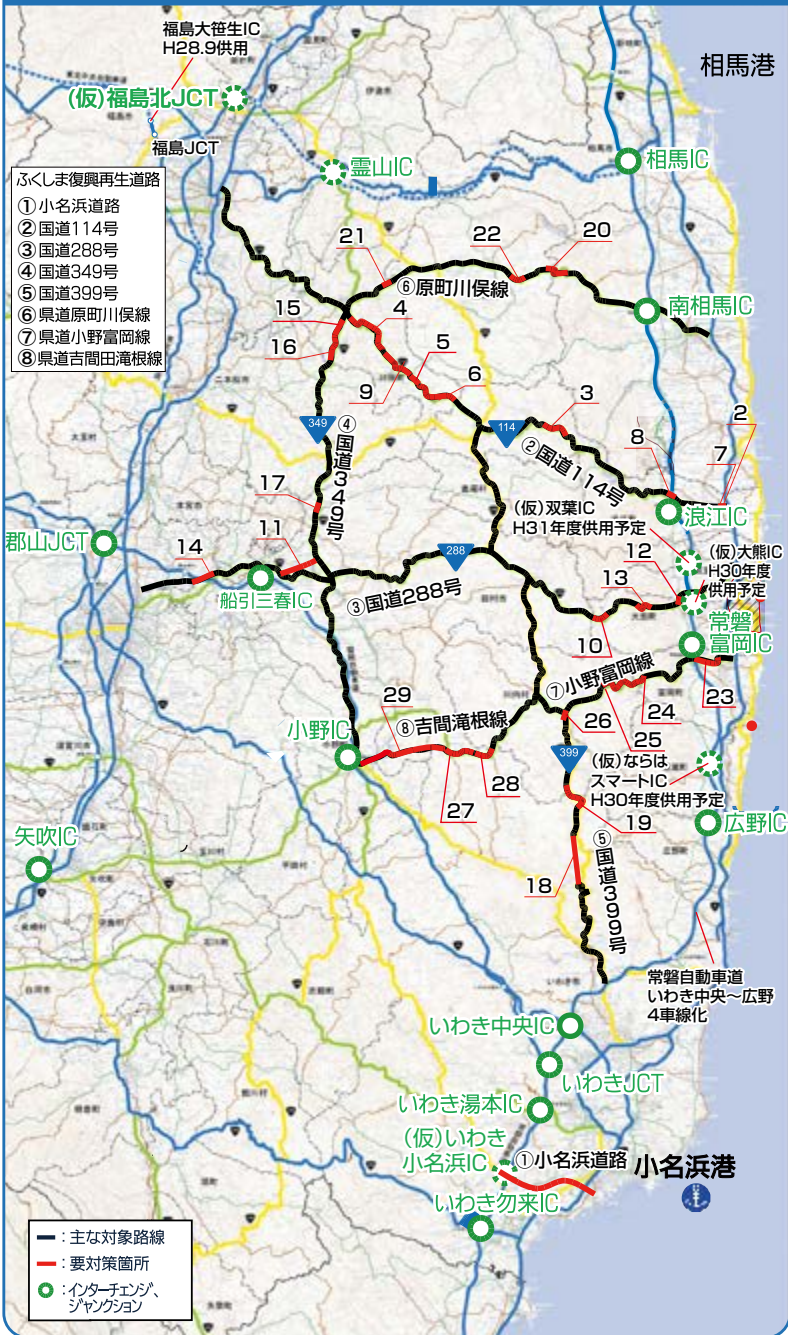 福島大笹生IC
H28.9供用
相馬港
(仮)福島北JCT
福島JCT
霊山IC
相馬IC
ふくしま復興再生道路
①小名浜道路
②国道114号
③国道288号
④国道349号
⑤国道399号
⑥県道原町川俣線
⑦県道小野富岡線
⑧県道吉間田滝根線
21
22
20
⑥原町川俣線
南相馬IC
15
4
16
5
9
6
3
349
④国道349号
114
②国道114号
8
2
7
17
(仮)双葉IC
H31年度供用予定
浪江IC
郡山JCT
14
11
288
12
(仮)大熊IC
H30年度
供用予定
13
船引三春IC
③国道288号
10
常磐
富岡IC
⑦小野富岡線
29
⑧吉間滝根線
26
24
23
25
小野IC
399
28
27
(仮)ならは
スマートIC
H30年度供用予定
19
広野IC
矢吹IC
18
⑤国道399号
常磐自動車道
いわき中央～広野
4車線化
いわき中央IC
いわきJCT
いわき湯本IC
(仮)いわき
小名浜IC
①小名浜道路
小名浜港
いわき勿来IC
:主な対象路線
:要対策箇所
:インターチェンジ、
ジャンクション